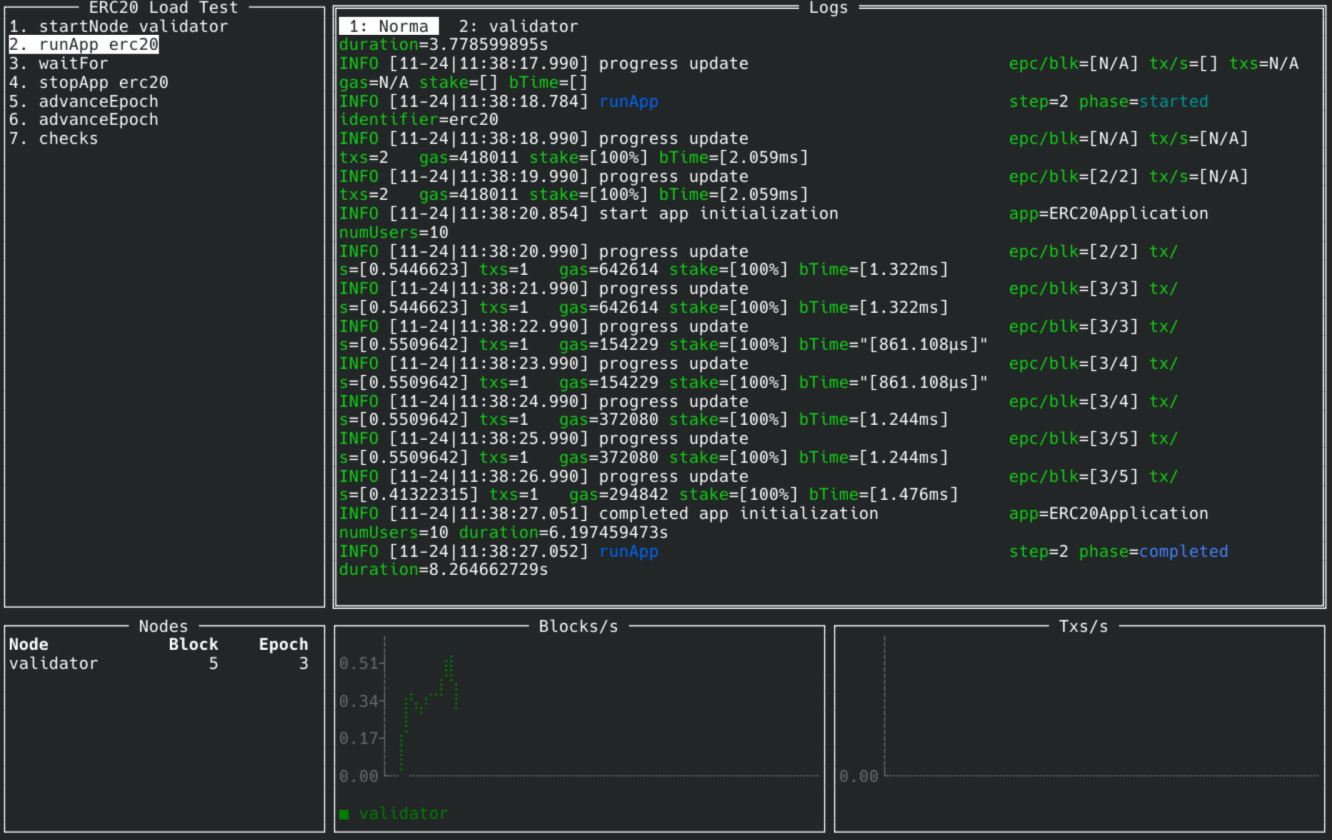 ERC20 Load Test
1. startNode validator
2. runApp erc20
3. waitFor
4. stopApp erc20
5. advanceEpoch
6. advanceEpoch
7. checks
Logs
1: Norma 2: validator
duration=3.778599895s
INFO [11-24|11:38:17.990] progress update epc/blk=[N/A] tx/s=[] txs=N/A
gas=N/A stake=[] bTime=[]
INFO [11-24|11:38:18.784] runApp step=2 phase=started
identifier=erc20
INFO [11-24|11:38:18.990] progress update epc/blk=[N/A] tx/s=[N/A]
txs=2 gas=418011 stake=[100%] bTime=[2.059ms]
INFO [11-24|11:38:19.990] progress update epc/blk=[2/2] tx/s=[N/A]
txs=2 gas=418011 stake=[100%] bTime=[2.059ms]
INFO [11-24|11:38:20.854] start app initialization app=ERC20Application
numUsers=10
INFO [11-24|11:38:20.990] progress update epc/blk=[2/2] tx/
s=[0.5446623] txs=1 gas=642614 stake=[100%] bTime=[1.322ms]
INFO [11-24|11:38:21.990] progress update epc/blk=[3/3] tx/
s=[0.5446623] txs=1 gas=642614 stake=[100%] bTime=[1.322ms]
INFO [11-24|11:38:22.990] progress update epc/blk=[3/3] tx/
s=[0.5509642] txs=1 gas=154229 stake=[100%] bTime="[861.108µs]"
INFO [11-24|11:38:23.990] progress update epc/blk=[3/4] tx/
s=[0.5509642] txs=1 gas=154229 stake=[100%] bTime="[861.108µs]"
INFO [11-24|11:38:24.990] progress update epc/blk=[3/4] tx/
s=[0.5509642] txs=1 gas=372080 stake=[100%] bTime=[1.244ms]
INFO [11-24|11:38:25.990] progress update epc/blk=[3/5] tx/
s=[0.5509642] txs=1 gas=372080 stake=[100%] bTime=[1.244ms]
INFO [11-24|11:38:26.990] progress update epc/blk=[3/5] tx/
s=[0.41322315] txs=1 gas=294842 stake=[100%] bTime=[1.476ms]
INFO [11-24|11:38:27.051] completed app initialization app=ERC20Application
numUsers=10 duration=6.197459473s
INFO [11-24|11:38:27.052] runApp step=2 phase=completed
duration=8.264662729s
Nodes
Node Block Epoch
validator 5 3
Blocks/s
0.51
0.34
0.17
0.00
validator
Txs/s
0.00